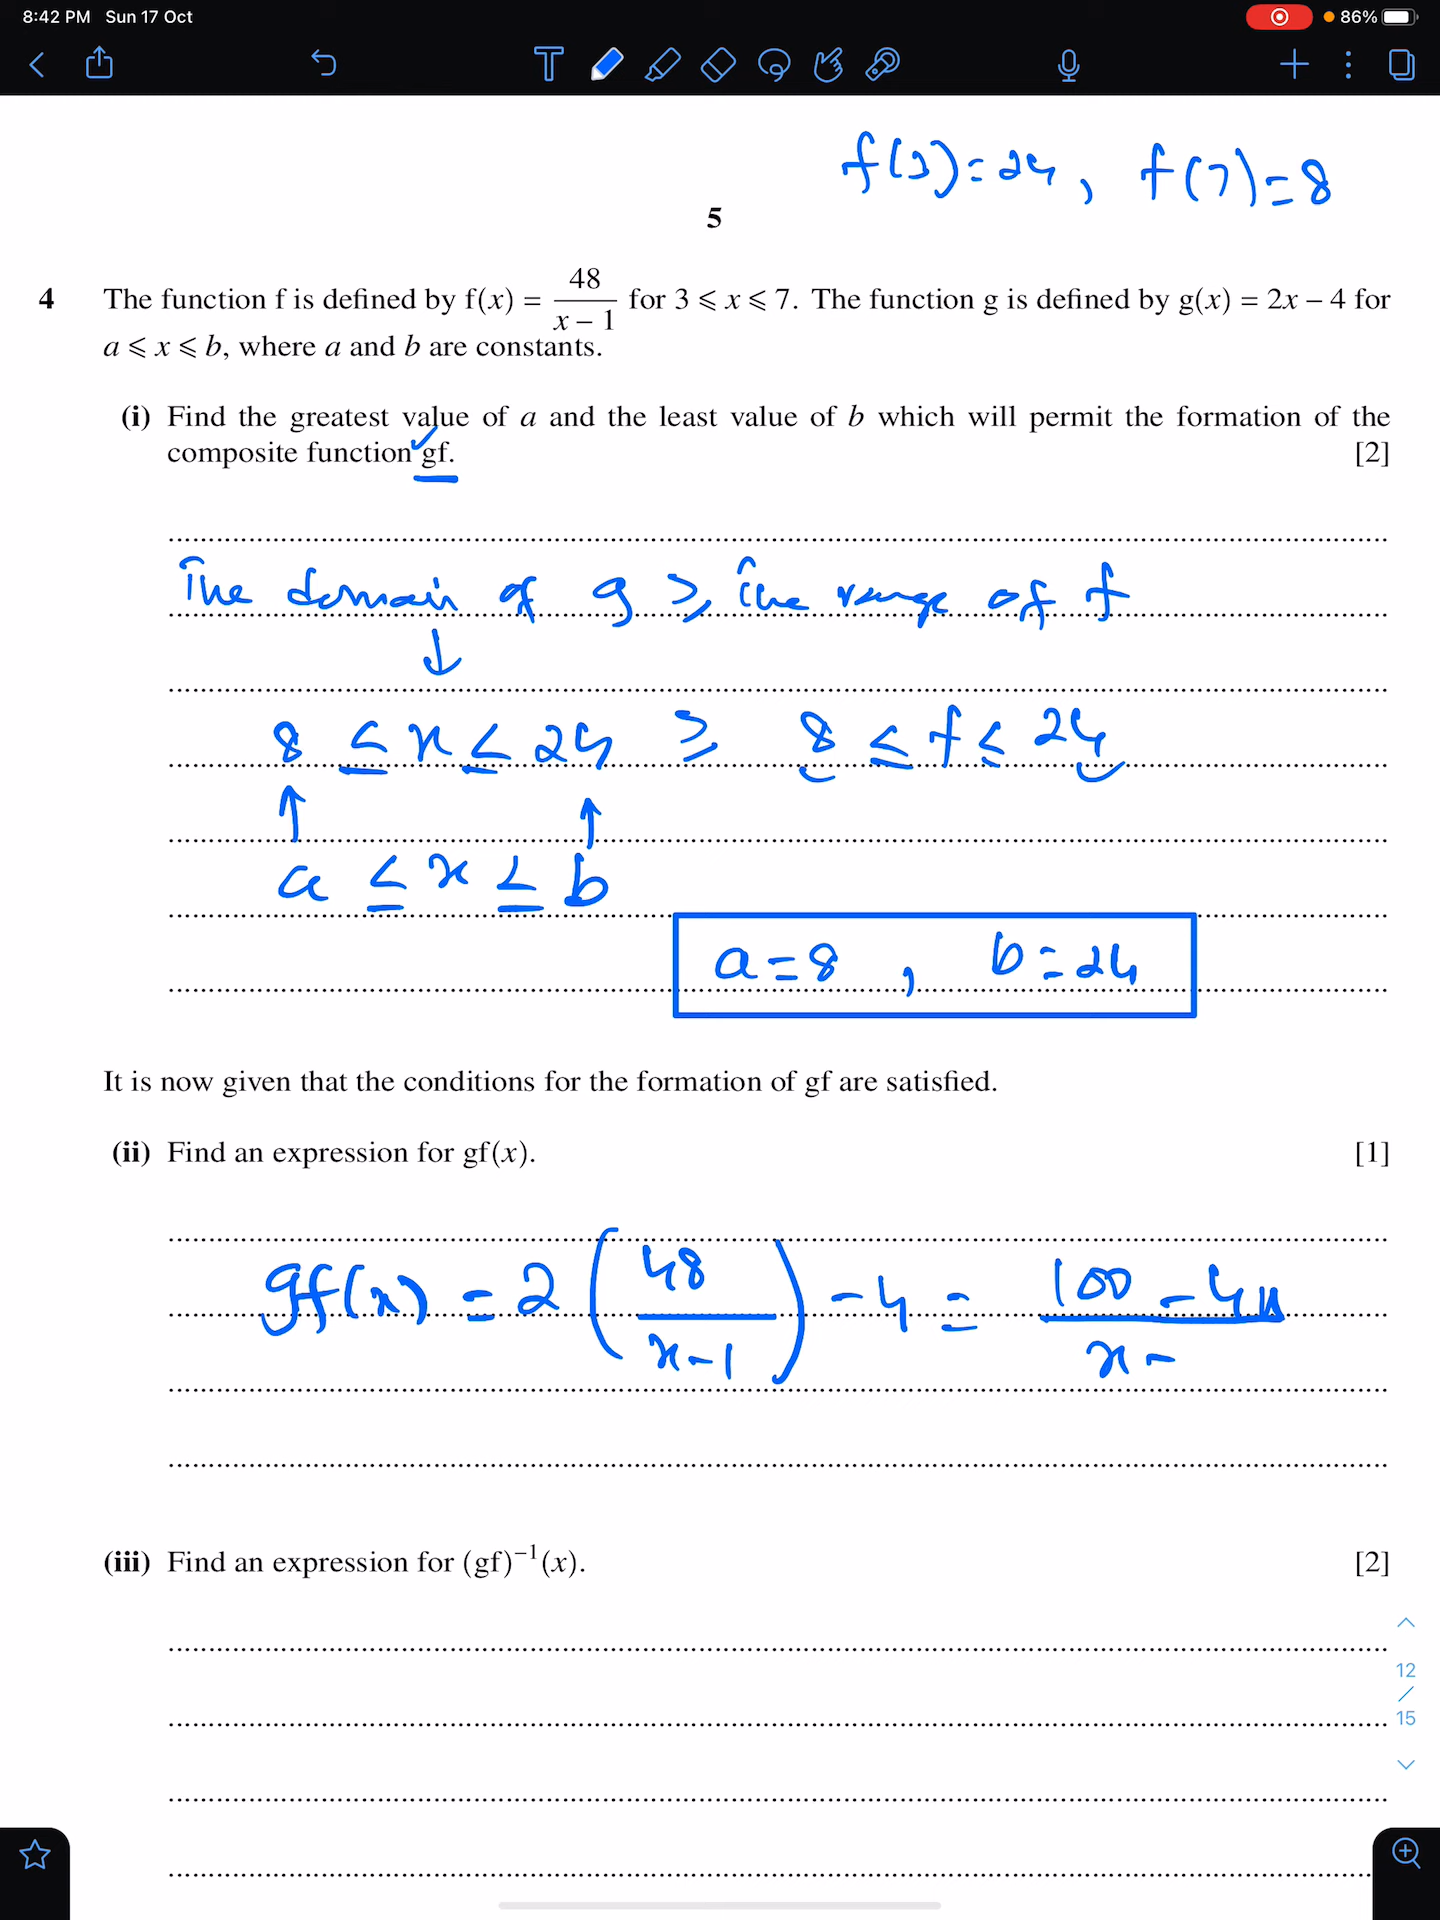 8:42 PM Sun 17 Oct
86%
f(3)=24, f(7)=8
5
4 The function f is defined by f(x) = 48/(x − 1) for 3 ⩽ x ⩽ 7. The function g is defined by g(x) = 2x − 4 for
a ⩽ x ⩽ b, where a and b are constants.
(i) Find the greatest value of a and the least value of b which will permit the formation of the
composite function gf. [2]
The domain of g ≥ the range of f
↓
8 ≤ x ≤ 24 ≥ 8 ≤ f ≤ 24
↑ ↑
a ≤ x ≤ b
a=8 , b=24
It is now given that the conditions for the formation of gf are satisfied.
(ii) Find an expression for gf(x). [1]
gf(x) = 2(48/(x-1)) -4 = (100 - 4x)/(x-
(iii) Find an expression for (gf)⁻¹(x). [2]
12
/
15